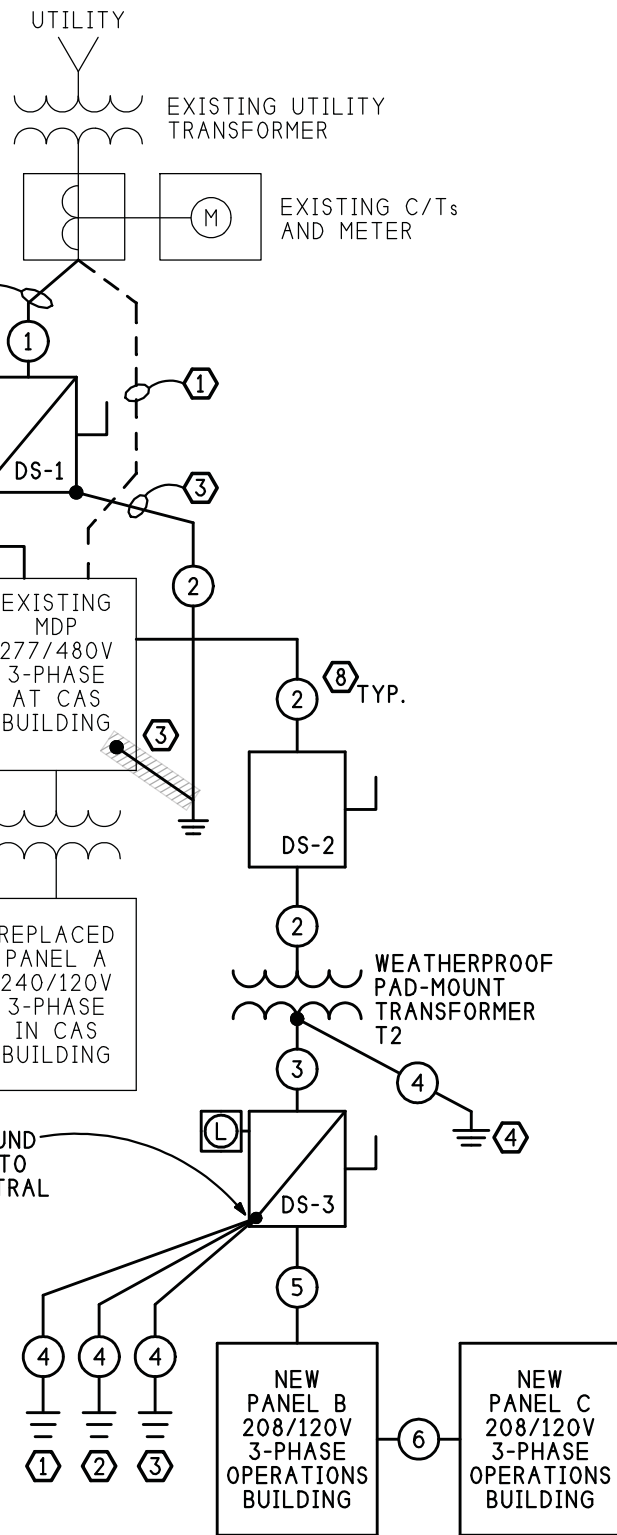 UTILITY
EXISTING UTILITY
TRANSFORMER
M
EXISTING C/Ts
AND METER
1
1
DS-1
3
2
EXISTING
MDP
277/480V
3-PHASE
AT CAS
BUILDING
8
TYP.
2
3
DS-2
2
REPLACED
PANEL A
240/120V
3-PHASE
IN CAS
BUILDING
WEATHERPROOF
PAD-MOUNT
TRANSFORMER
T2
3
4
4
L
DS-3
TO
5
4
4
4
1
2
3
NEW
PANEL B
208/120V
3-PHASE
OPERATIONS
BUILDING
6
NEW
PANEL C
208/120V
3-PHASE
OPERATIONS
BUILDING